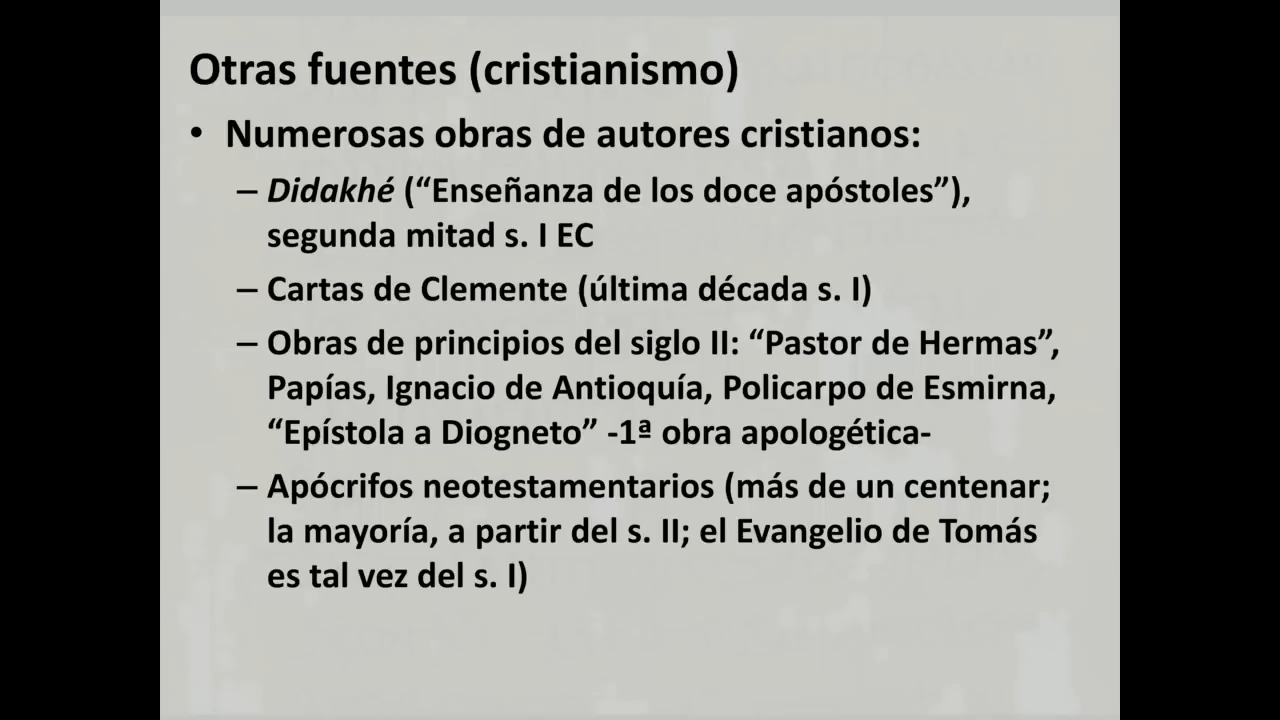 Otras fuentes (cristianismo)
• Numerosas obras de autores cristianos:
– Didakhé (“Enseñanza de los doce apóstoles”),
segunda mitad s. I EC
– Cartas de Clemente (última década s. I)
– Obras de principios del siglo II: “Pastor de Hermas”,
Papías, Ignacio de Antioquía, Policarpo de Esmirna,
“Epístola a Diogneto” -1ª obra apologética-
– Apócrifos neotestamentarios (más de un centenar;
la mayoría, a partir del s. II; el Evangelio de Tomás
es tal vez del s. I)